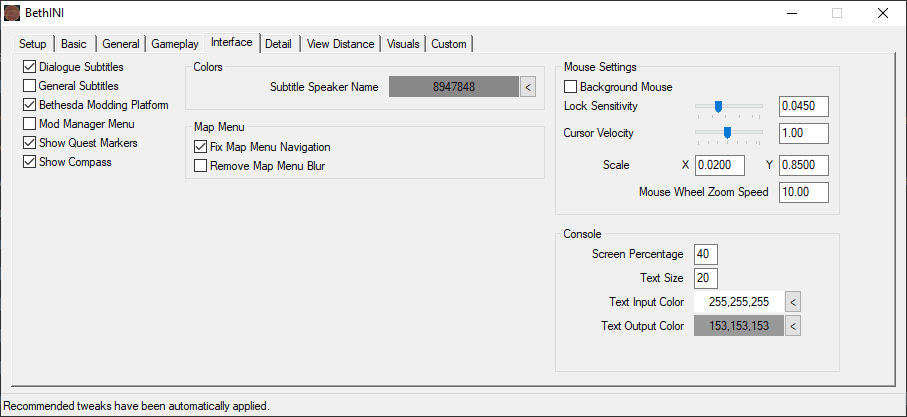 BethINI
Setup Basic General Gameplay Interface Detail View Distance Visuals Custom
Dialogue Subtitles
General Subtitles
Bethesda Modding Platform
Mod Manager Menu
Show Quest Markers
Show Compass
Colors
Subtitle Speaker Name 8947848 <
Map Menu
Fix Map Menu Navigation
Remove Map Menu Blur
Mouse Settings
Background Mouse
Lock Sensitivity 0.0450
Cursor Velocity 1.00
Scale X 0.0200 Y 0.8500
Mouse Wheel Zoom Speed 10.00
Console
Screen Percentage 40
Text Size 20
Text Input Color 255,255,255 <
Text Output Color 153,153,153 <
Recommended tweaks have been automatically applied.